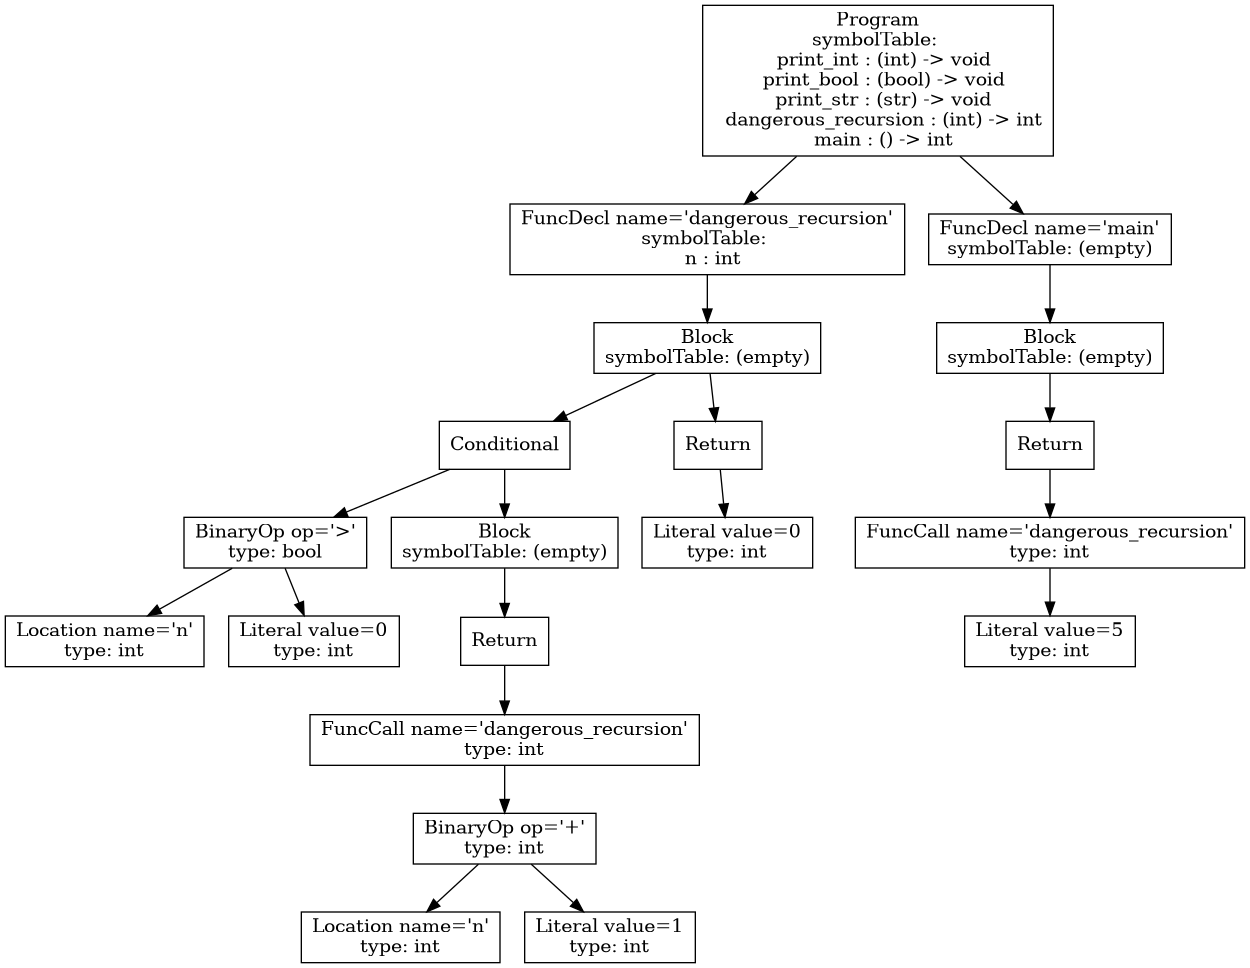 Program
symbolTable:
print_int : (int) -> void
print_bool : (bool) -> void
print_str : (str) -> void
dangerous_recursion : (int) -> int
main : () -> int
FuncDecl name='dangerous_recursion'
symbolTable:
n : int
FuncDecl name='main'
symbolTable: (empty)
Block
symbolTable: (empty)
Block
symbolTable: (empty)
Conditional
Return
Return
BinaryOp op='>'
type: bool
Block
symbolTable: (empty)
Literal value=0
type: int
FuncCall name='dangerous_recursion'
type: int
Location name='n'
type: int
Literal value=0
type: int
Return
Literal value=5
type: int
FuncCall name='dangerous_recursion'
type: int
BinaryOp op='+'
type: int
Location name='n'
type: int
Literal value=1
type: int